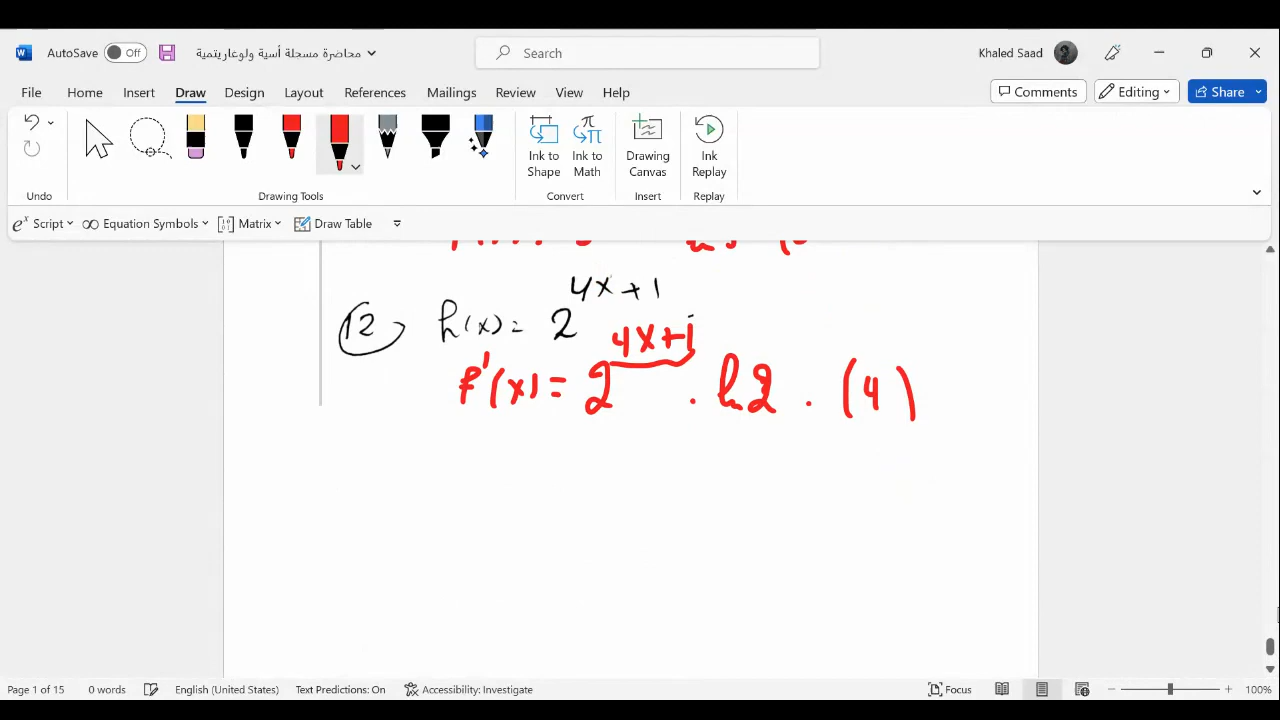 AutoSave Off محاضرة مسجلة أسية ولوغاريتمية Search Khaled Saad
File Home Insert Draw Design Layout References Mailings Review View Help Comments Editing Share
Ink to Shape Ink to Math Drawing Canvas Ink Replay
Undo Drawing Tools Convert Insert Replay
eˣ Script ∞ Equation Symbols Matrix Draw Table
12 h(x) = 2^{4x+1}
f'(x) = 2^{4x+1} . ln 2 . (4)
Page 1 of 15 0 words English (United States) Text Predictions: On Accessibility: Investigate Focus 100%